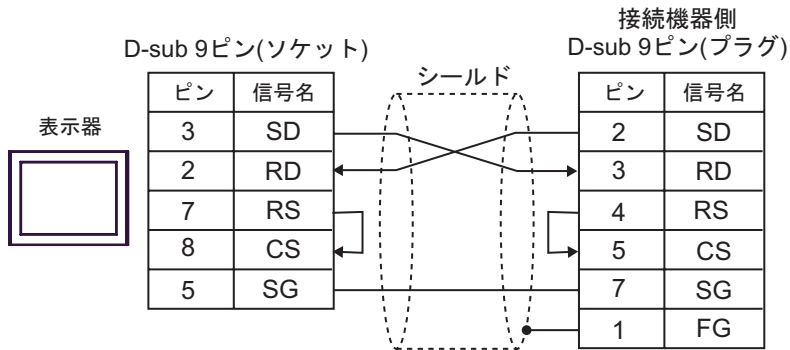 接続機器側
D-sub 9ピン(ソケット)
D-sub 9ピン(プラグ)
シールド
表示器
ピン 信号名
3 SD
2 RD
7 RS
8 CS
5 SG
ピン 信号名
2 SD
3 RD
4 RS
5 CS
7 SG
1 FG